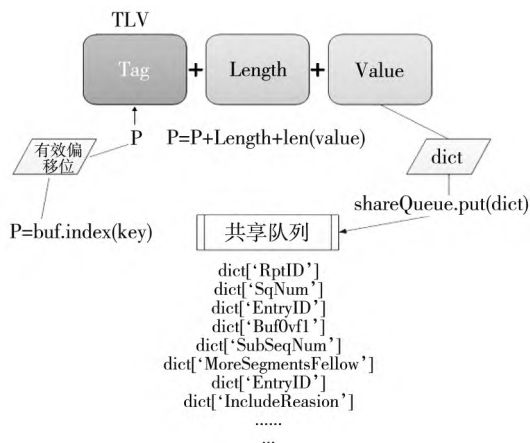 TLV
Tag + Length + Value
P
P=P+Length+len(value)
有效偏
移位
dict
shareQueue.put(dict)
P=buf.index(key)
共享队列
dict[‘RptID’]
dict[‘SqNum’]
dict[‘EntryID’]
dict[‘Buf0vf1’]
dict[‘SubSeqNum’]
dict[‘MoreSegmentsFellow’]
dict[‘EntryID’]
dict[‘IncludeReasion’]
......
...